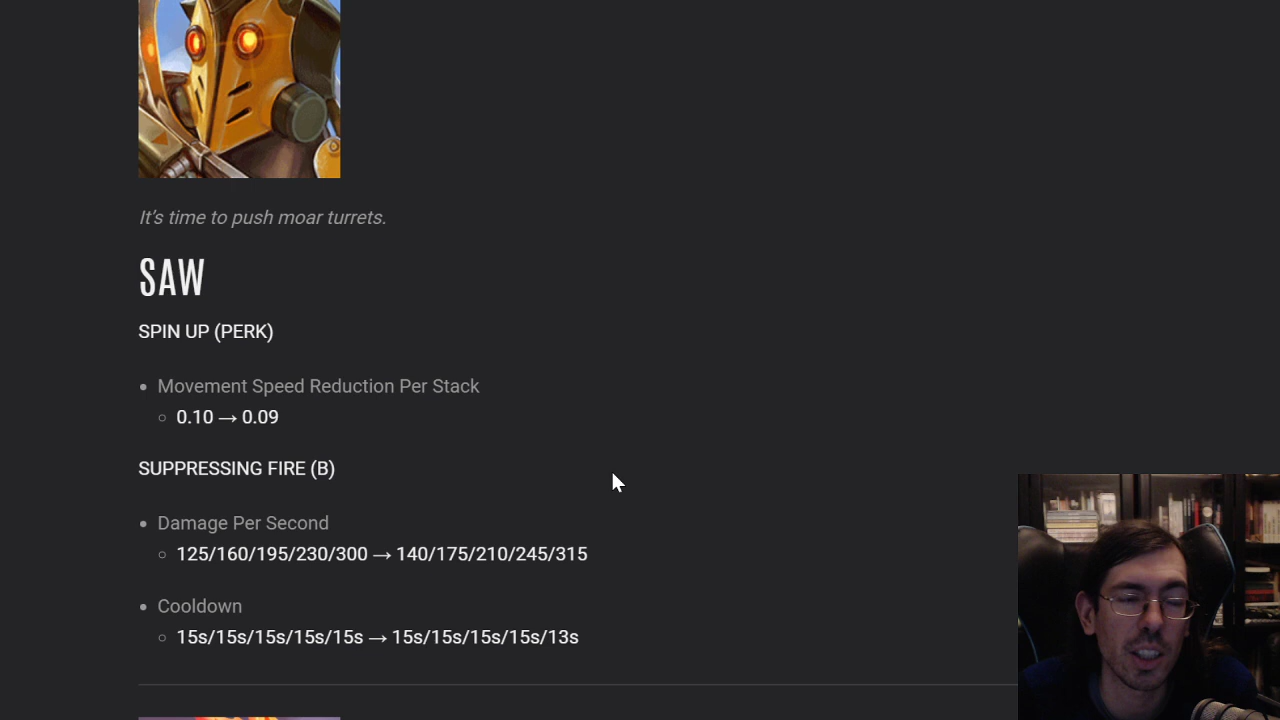 It's time to push moar turrets.
SAW
SPIN UP (PERK)
Movement Speed Reduction Per Stack
0.10 → 0.09
SUPPRESSING FIRE (B)
Damage Per Second
125/160/195/230/300 → 140/175/210/245/315
Cooldown
15s/15s/15s/15s/15s → 15s/15s/15s/15s/13s